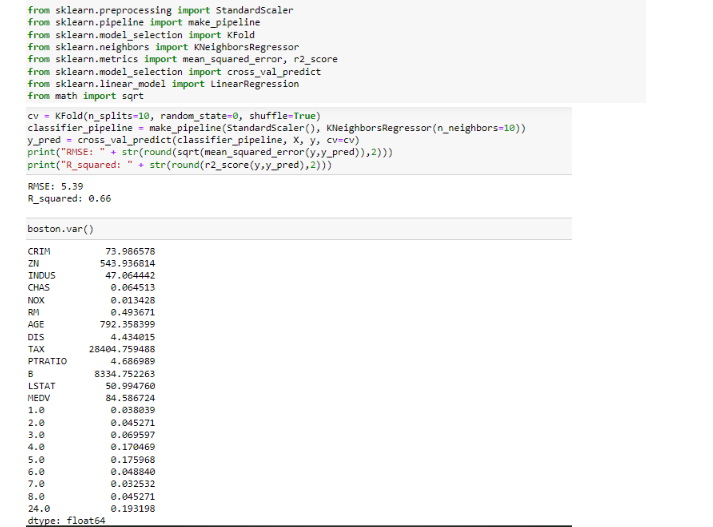 from sklearn.preprocessing import StandardScaler
from sklearn.pipeline import make_pipeline
from sklearn.model_selection import KFold
from sklearn.neighbors import KNeighborsRegressor
from sklearn.metrics import mean_squared_error, r2_score
from sklearn.model_selection import cross_val_predict
from sklearn.linear_model import LinearRegression
from math import sqrt
cv = KFold(n_splits=10, random_state=0, shuffle=True)
classifier_pipeline = make_pipeline(StandardScaler(), KNeighborsRegressor(n_neighbors=10))
y_pred = cross_val_predict(classifier_pipeline, X, y, cv=cv)
print("RMSE: " + str(round(sqrt(mean_squared_error(y,y_pred)),2)))
print("R_squared: " + str(round(r2_score(y,y_pred),2)))
RMSE: 5.39
R_squared: 0.66
boston.var()
CRIM 73.986578
ZN 543.936814
INDUS 47.064442
CHAS 0.064513
NOX 0.013428
RM 0.493671
AGE 792.358399
DIS 4.434015
TAX 28404.759488
PTRATIO 4.686989
B 8334.752263
LSTAT 50.994760
MEDV 84.586724
1.0 0.038039
2.0 0.045271
3.0 0.069597
4.0 0.170469
5.0 0.175968
6.0 0.048840
7.0 0.032532
8.0 0.045271
24.0 0.193198
dtype: float64